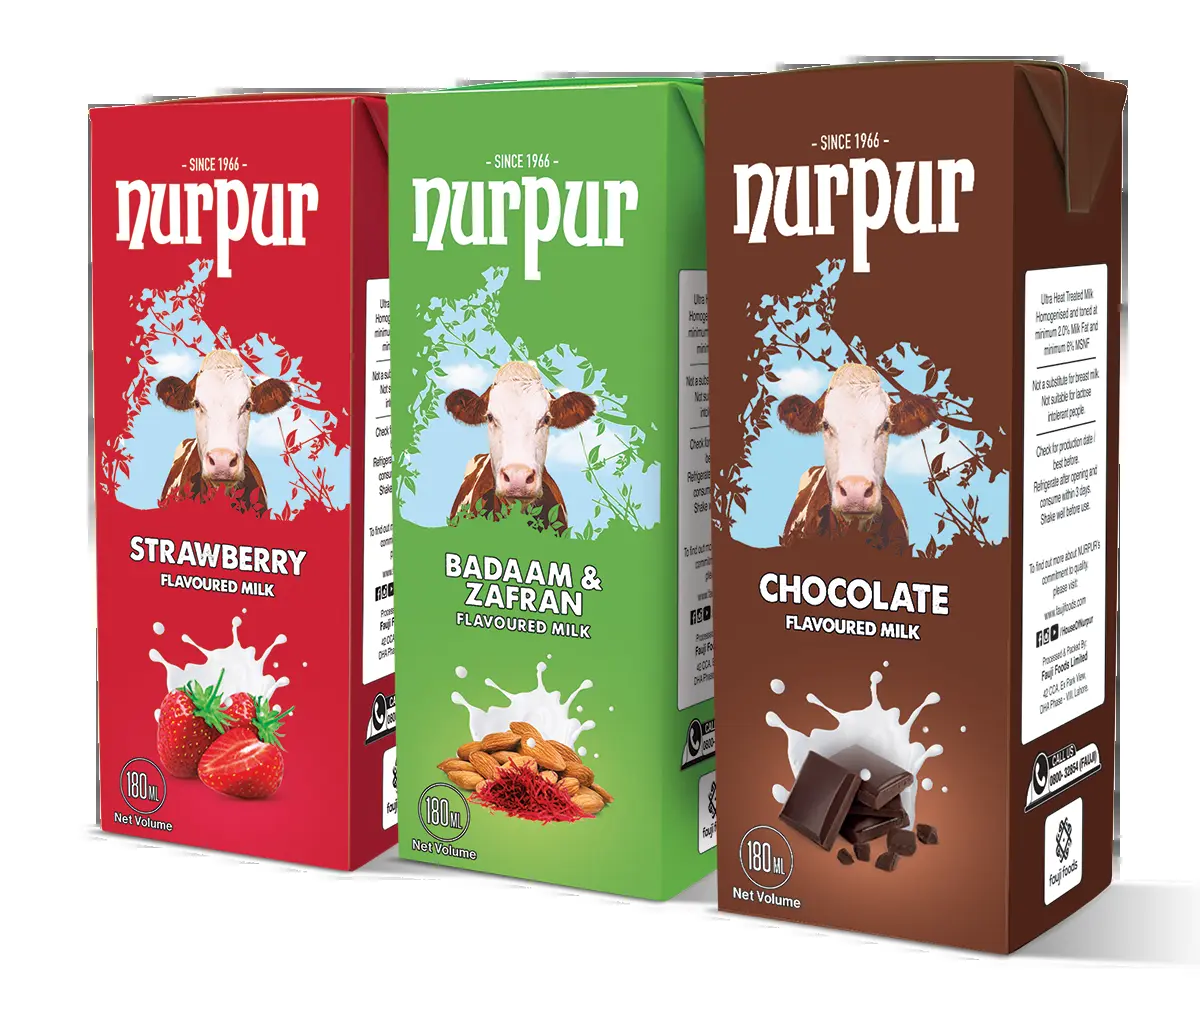 - SINCE 1966 -
nurpur
STRAWBERRY
FLAVOURED MILK
180 ML
Net Volume
- SINCE 1966 -
nurpur
BADAAM &
ZAFRAN
FLAVOURED MILK
180 ML
Net Volume
CALL
0800-
fauji
- SINCE 1966 -
nurpur
CHOCOLATE
FLAVOURED MILK
180 ML
Net Volume
Ultra Heat Treated Milk
Homogenised and toned at
minimum 2.0% Milk Fat and
minimum 6% MSNF
Not a substitute for breast milk.
Not suitable for lactose
intolerant people.
Check for production date /
best before.
Refrigerate after opening and
consume within 3 days.
Shake well before use.
To find out more about NURPUR's
commitment to quality,
please visit:
www.faujifoods.com
/HouseOfNurpur
Processed & Packed By:
Fauji Foods Limited
42 CCA, Ex Park View,
DHA Phase - VIII, Lahore.
CALL US
0800- 32854 (FAUJI)
fauji foods